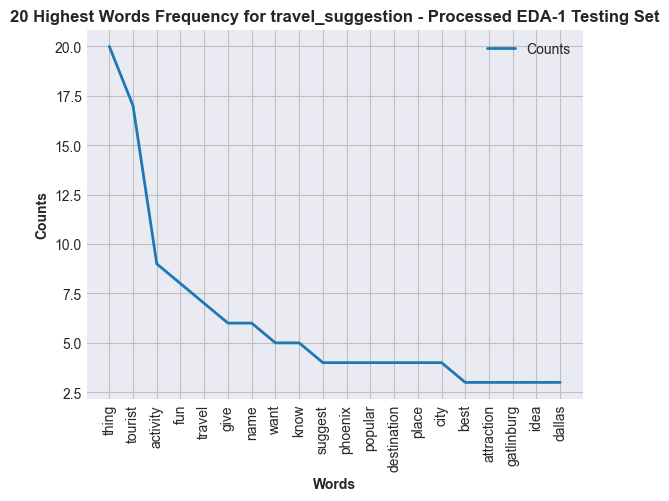 20 Highest Words Frequency for travel_suggestion - Processed EDA-1 Testing Set
Counts
20.0
17.5
15.0
12.5
10.0
7.5
5.0
2.5
Counts
thing
tourist
activity
fun
travel
give
name
want
know
suggest
phoenix
popular
destination
place
city
best
attraction
gatlinburg
idea
dallas
Words